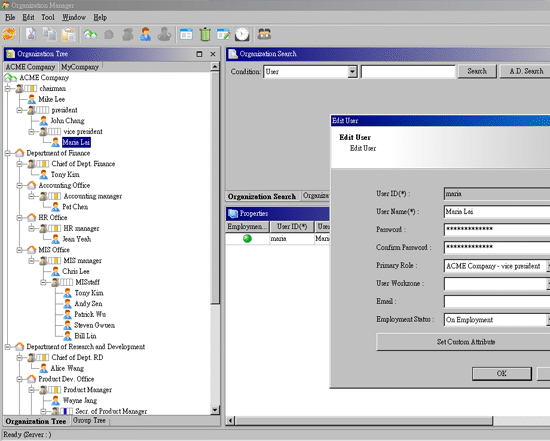 Organization Manager
File Edit Tool Window Help
Organization Tree
ACME Company MyCompany
ACME Company
chairman
Mike Lee
president
John Chang
vice president
Maria Lai
Department of Finance
Chief of Dept. Finance
Tony Kim
Accounting Office
Accounting manager
Pat Chen
HR Office
HR manager
Jean Yeah
MIS Office
MIS manager
Chris Lee
MISstaff
Tony Kim
Andy Sen
Patrick Wu
Steven Gwuen
Bill Lin
Department of Research and Development
Chief of Dept. RD
Alice Wang
Product Dev. Office
Product Manager
Wayne Jang
Secr. of Product Manager
Organization Tree Group Tree
Ready (Server : )
Organization Search
Condition: User Search A.D. Search
Organization Search Organiz
Properties
Employmen... User ID(*) User
maria Maria
Edit User
Edit User
Edit User
User ID(*) : maria
User Name(*) : Maria Lai
Password : *************
Confirm Password : *************
Primary Role : ACME Company - vice president
User Workzone :
Email :
Employment Status : On Employment
Set Custom Attribute
OK